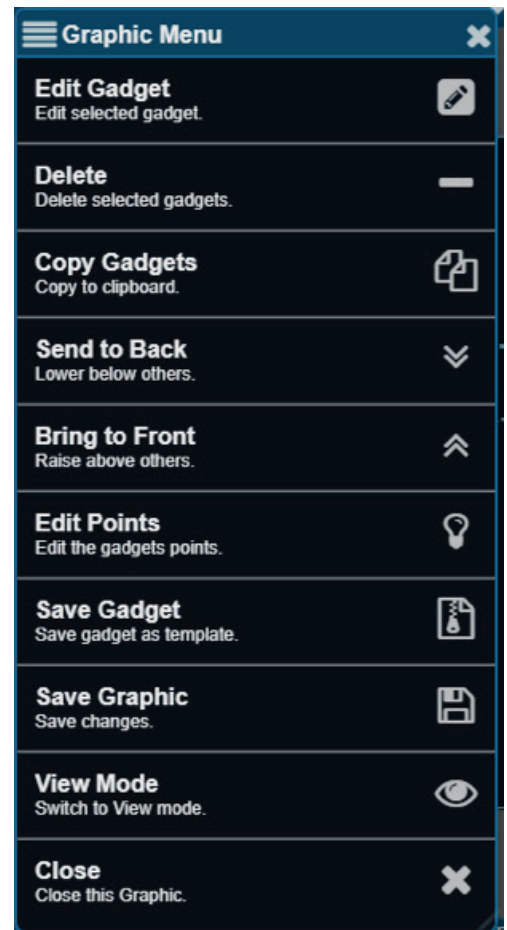 Graphic Menu
Edit Gadget
Edit selected gadget.
Delete
Delete selected gadgets.
Copy Gadgets
Copy to clipboard.
Send to Back
Lower below others.
Bring to Front
Raise above others.
Edit Points
Edit the gadgets points.
Save Gadget
Save gadget as template.
Save Graphic
Save changes.
View Mode
Switch to View mode.
Close
Close this Graphic.